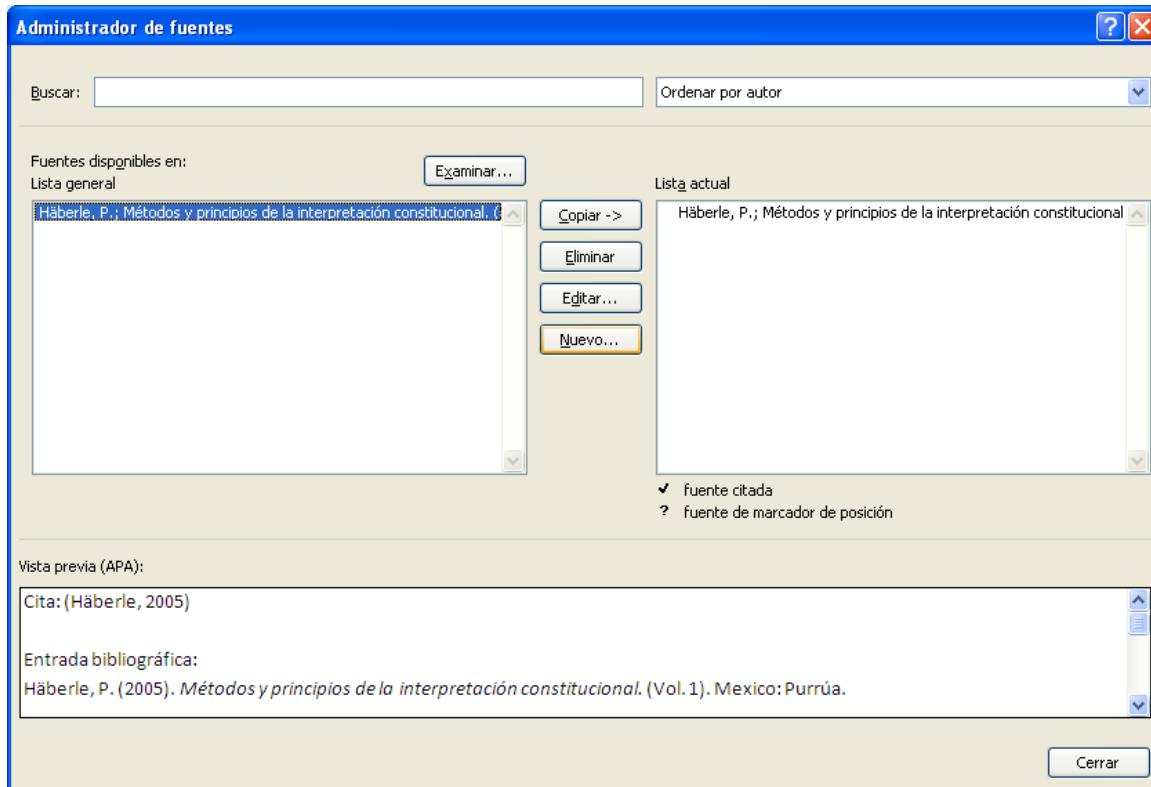 Administrador de fuentes
Buscar:
Ordenar por autor
Fuentes disponibles en:
Lista general
Examinar...
Lista actual
Häberle, P.; Métodos y principios de la interpretación constitucional. (
Copiar ->
Eliminar
Editar...
Nuevo...
Häberle, P.; Métodos y principios de la interpretación constitucional
✓ fuente citada
? fuente de marcador de posición
Vista previa (APA):
Cita: (Häberle, 2005)
Entrada bibliográfica:
Häberle, P. (2005). Métodos y principios de la interpretación constitucional. (Vol. 1). Mexico: Purrúa.
Cerrar